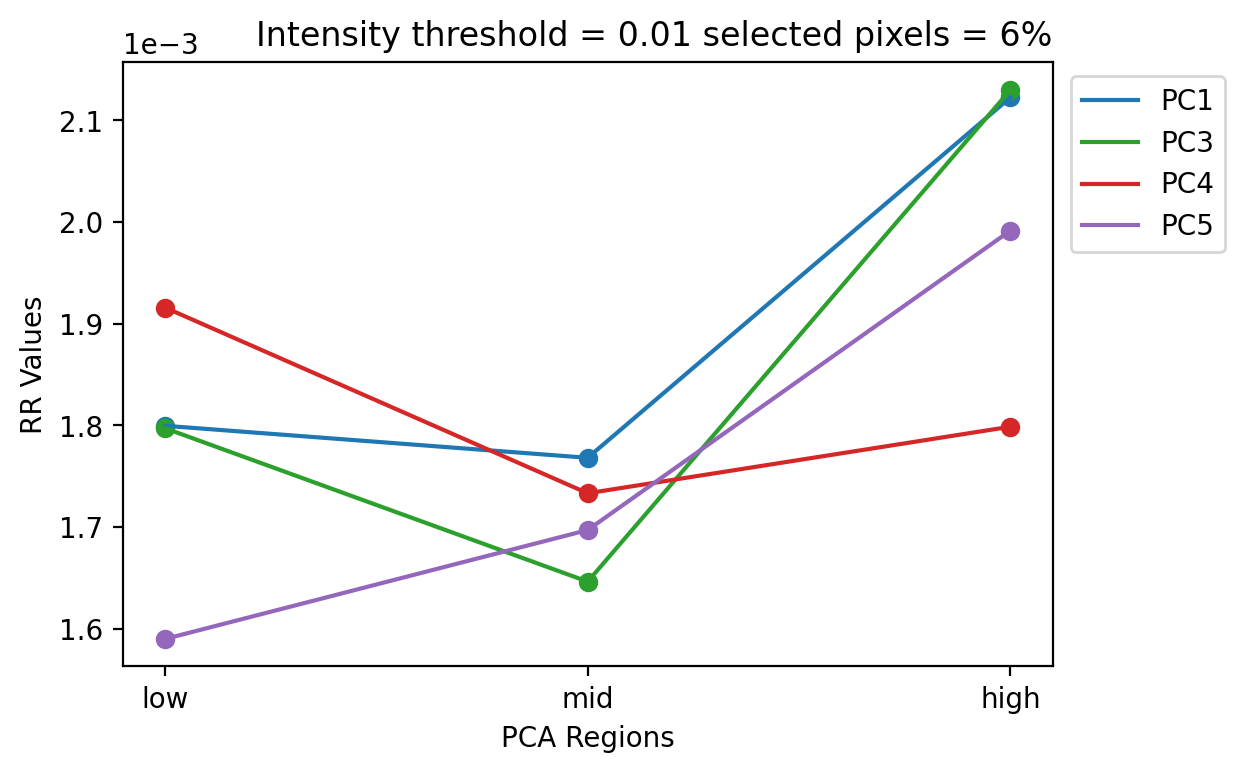 1e−3
Intensity threshold = 0.01 selected pixels = 6%
2.1
2.0
1.9
1.8
1.7
1.6
RR Values
low
mid
high
PCA Regions
PC1
PC3
PC4
PC5